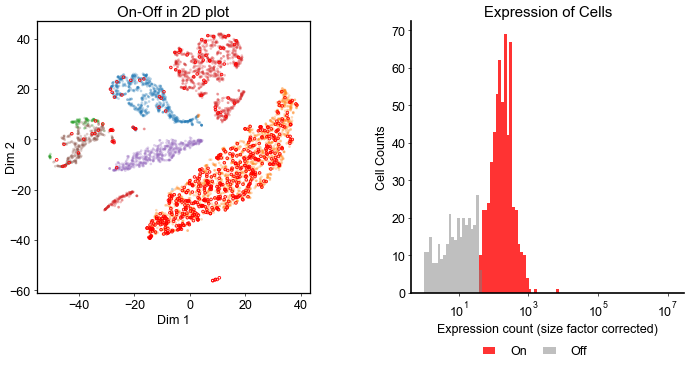 On-Off in 2D plot
40
20
0
−20
−40
−60
Dim 2
−40
−20
0
20
40
Dim 1
Expression of Cells
70
60
50
40
30
20
10
0
Cell Counts
10^1
10^3
10^5
10^7
Expression count (size factor corrected)
On
Off